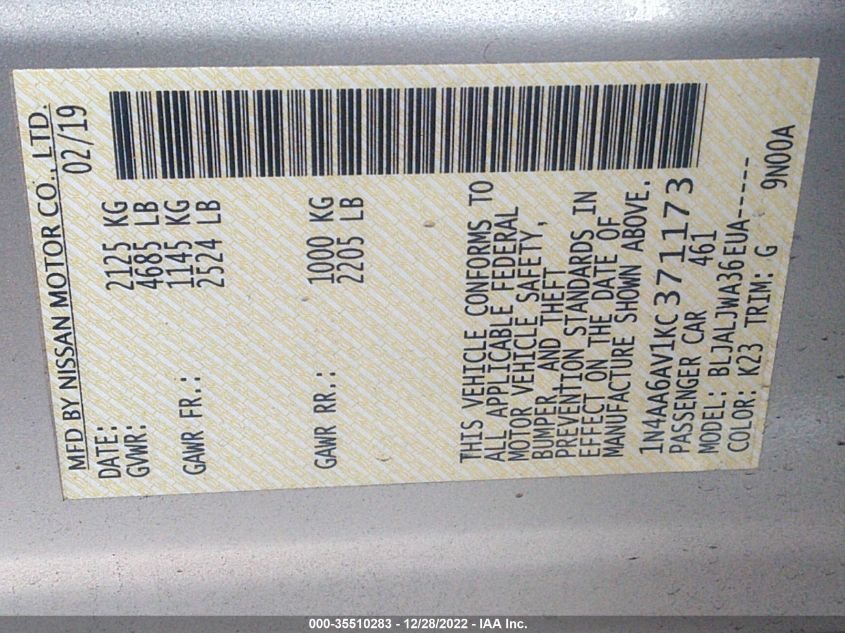 MFD BY NISSAN MOTOR CO., LTD.
DATE: 02/19
GVWR: 2125 KG
4685 LB
GAWR FR.: 1145 KG
2524 LB
GAWR RR.: 1000 KG
2205 LB
THIS VEHICLE CONFORMS TO
ALL APPLICABLE FEDERAL
MOTOR VEHICLE SAFETY,
BUMPER, AND THEFT
PREVENTION STANDARDS IN
EFFECT ON THE DATE OF
MANUFACTURE SHOWN ABOVE.
1N4AA6AV1KC371173
PASSENGER CAR 461
MODEL: BLJALJWA36EUA-----
COLOR: K23 TRIM: G 9N00A
000-35510283 - 12/28/2022 - IAA Inc.